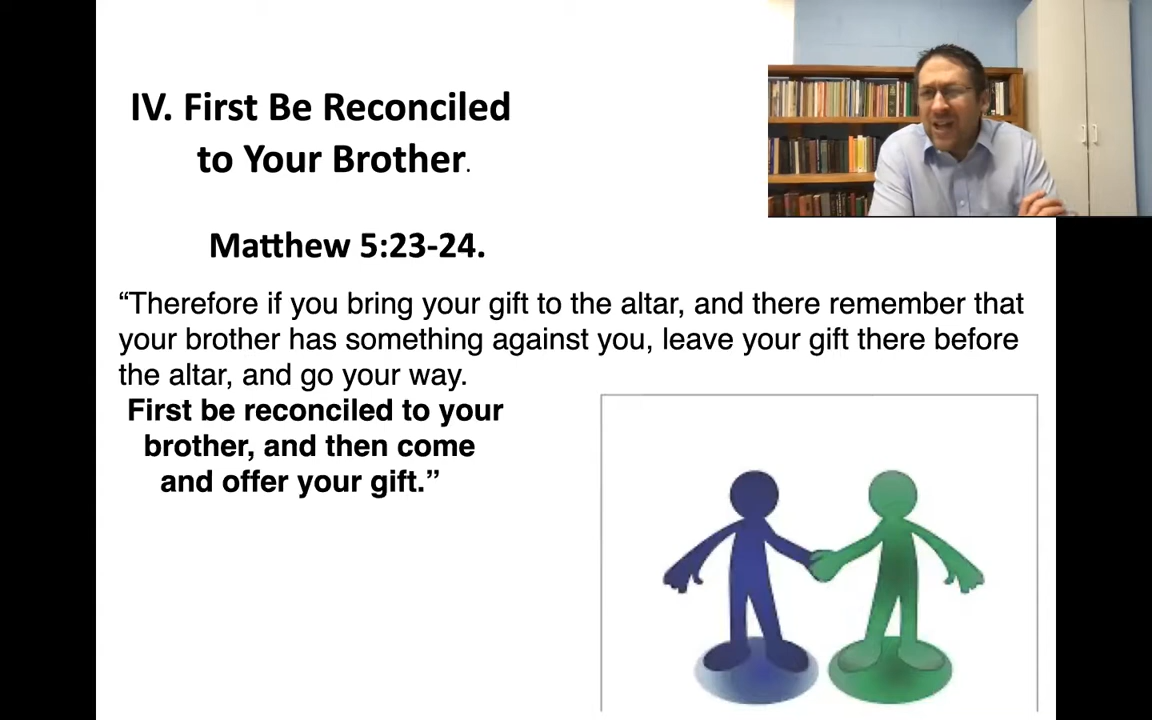 IV. First Be Reconciled
to Your Brother.
Matthew 5:23-24.
“Therefore if you bring your gift to the altar, and there remember that
your brother has something against you, leave your gift there before
the altar, and go your way.
First be reconciled to your
brother, and then come
and offer your gift.”